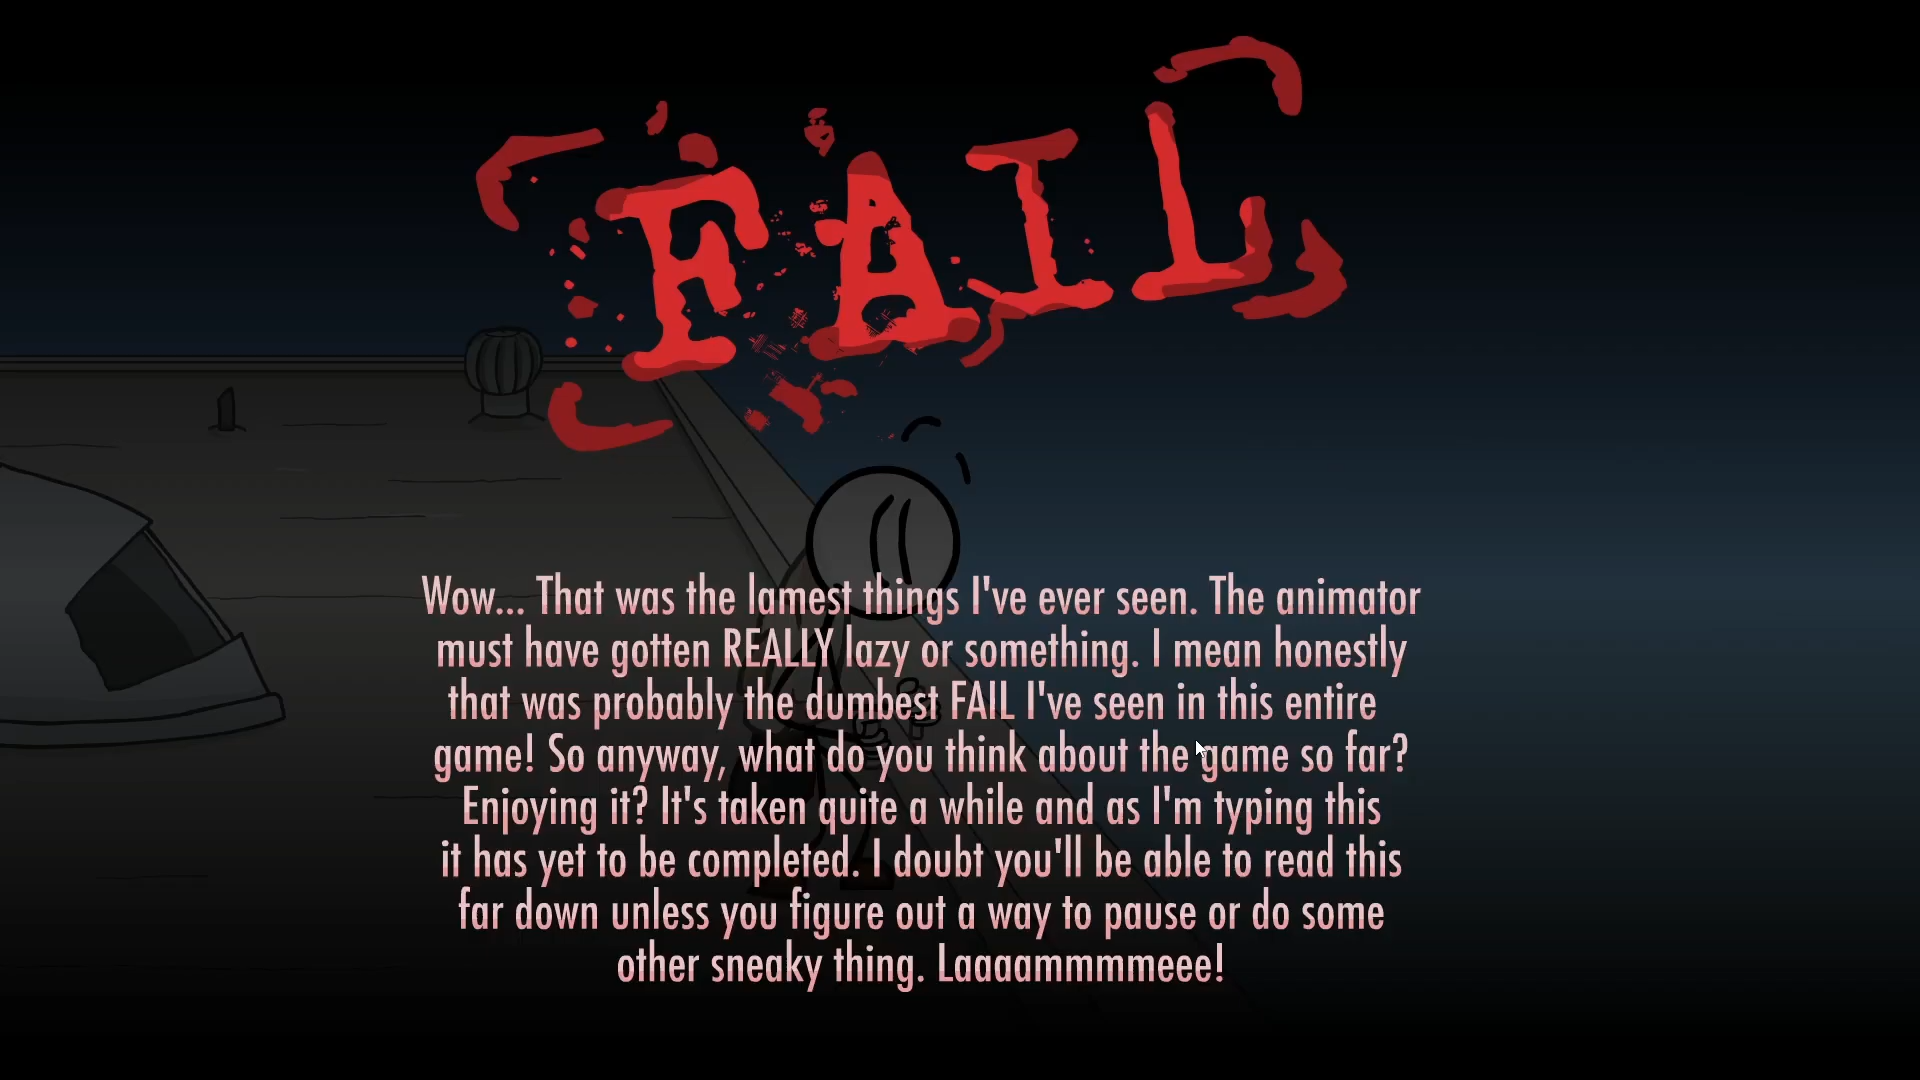 FAIL
Wow... That was the lamest things I've ever seen. The animator
must have gotten REALLY lazy or something. I mean honestly
that was probably the dumbest FAIL I've seen in this entire
game! So anyway, what do you think about the game so far?
Enjoying it? It's taken quite a while and as I'm typing this
it has yet to be completed. I doubt you'll be able to read this
far down unless you figure out a way to pause or do some
other sneaky thing. Laaaammmmeee!